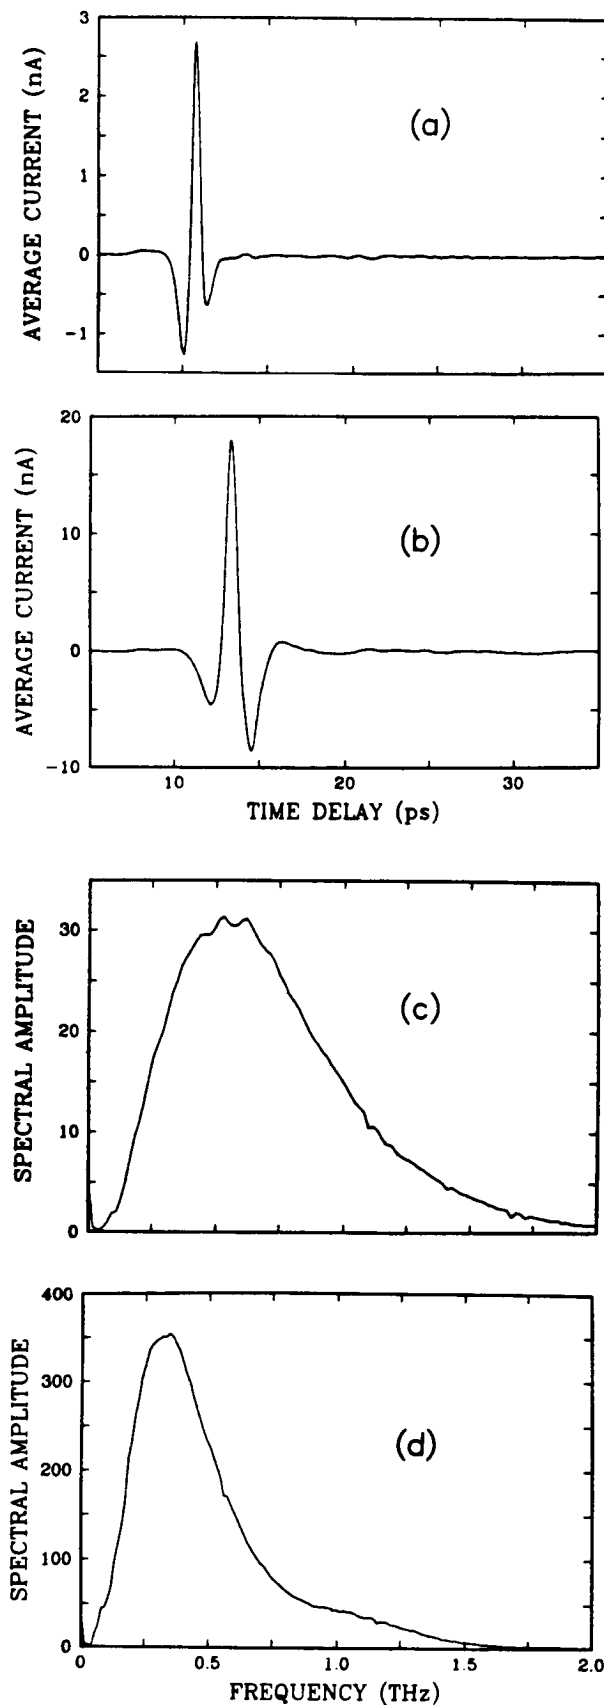 3
2
1
0
-1
AVERAGE CURRENT (nA)
(a)
20
10
0
-10
AVERAGE CURRENT (nA)
(b)
10
20
30
TIME DELAY (ps)
30
20
10
0
SPECTRAL AMPLITUDE
(c)
400
300
200
100
0
SPECTRAL AMPLITUDE
(d)
0
0.5
1.0
1.5
2.0
FREQUENCY (THz)